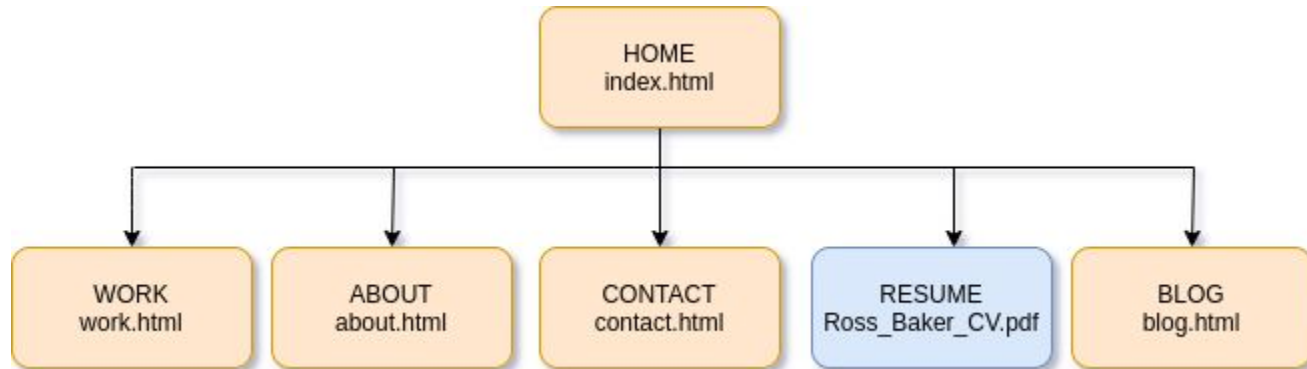 HOME
index.html
WORK
work.html
ABOUT
about.html
CONTACT
contact.html
RESUME
Ross_Baker_CV.pdf
BLOG
blog.html